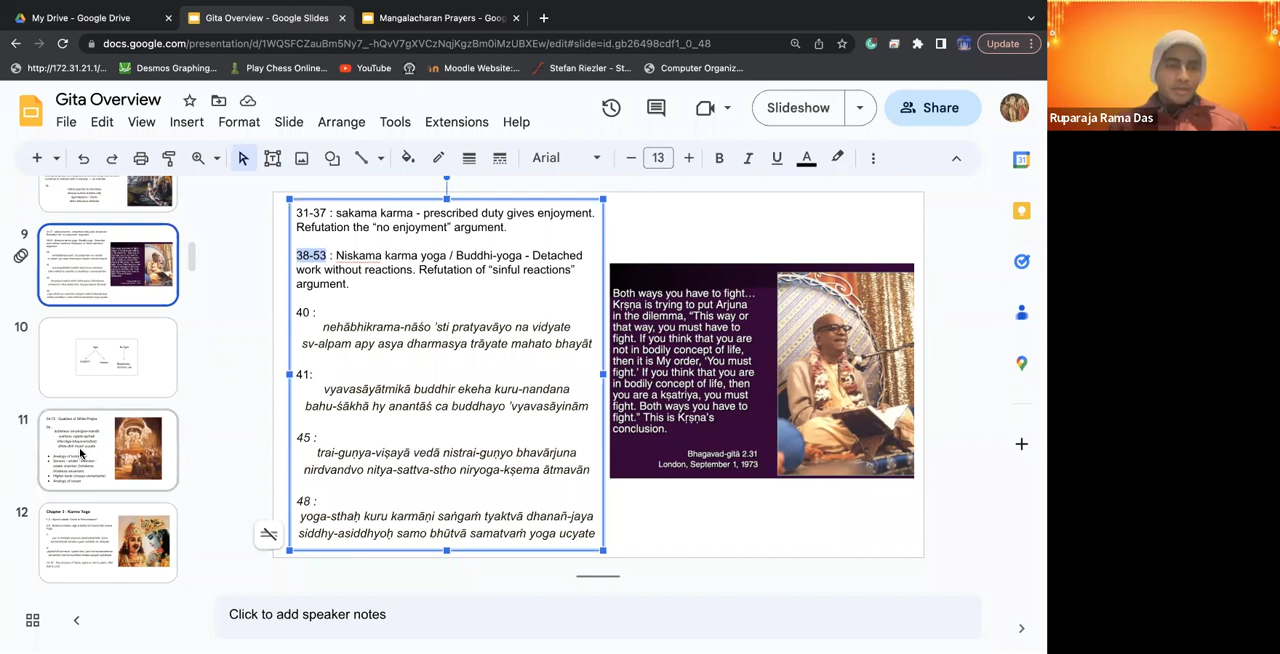 My Drive - Google Drive
Gita Overview - Google Slides
Mangalacharan Prayers - Goog
docs.google.com/presentation/d/1WQSFCZauBm5Ny7_-hQvV7gXVCzNqjKgzBm0iMzUBXEw/edit#slide=id.gb26498cdf1_0_48
Update
http://172.31.21.1/...
Desmos Graphing...
Play Chess Online...
YouTube
Moodle Website:...
Stefan Riezler - St...
Computer Organiz...
Gita Overview
File Edit View Insert Format Slide Arrange Tools Extensions Help
Slideshow
Share
Arial
13
31-37 : sakama karma - prescribed duty gives enjoyment.
Refutation the “no enjoyment” argument.
38-53 : Niskama karma yoga / Buddhi-yoga - Detached
work without reactions. Refutation of “sinful reactions”
argument.
40 :
nehābhikrama-nāśo ’sti pratyavāyo na vidyate
sv-alpam apy asya dharmasya trāyate mahato bhayāt
41:
vyavasāyātmikā buddhir ekeha kuru-nandana
bahu-śākhā hy anantāś ca buddhayo ’vyavasāyinām
45 :
trai-guṇya-viṣayā vedā nistrai-guṇyo bhavārjuna
nirdvandvo nitya-sattva-stho niryoga-kṣema ātmavān
48 :
yoga-sthaḥ kuru karmāṇi saṅgaṁ tyaktvā dhanañ-jaya
siddhy-asiddhyoḥ samo bhūtvā samatvaṁ yoga ucyate
Both ways you have to fight...
Kṛṣṇa is trying to put Arjuna
in the dilemma, “This way or
that way, you must have to
fight. If you think that you are
not in bodily concept of life,
then it is My order, ‘You must
fight.’ If you think that you are
in bodily concept of life, then
you are a kṣatriya, you must
fight. Both ways you have to
fight.” This is Kṛṣṇa’s
conclusion.
Bhagavad-gītā 2.31
London, September 1, 1973
9
10
11
12
Chapter 3 : Karma Yoga
Click to add speaker notes
Ruparaja Rama Das